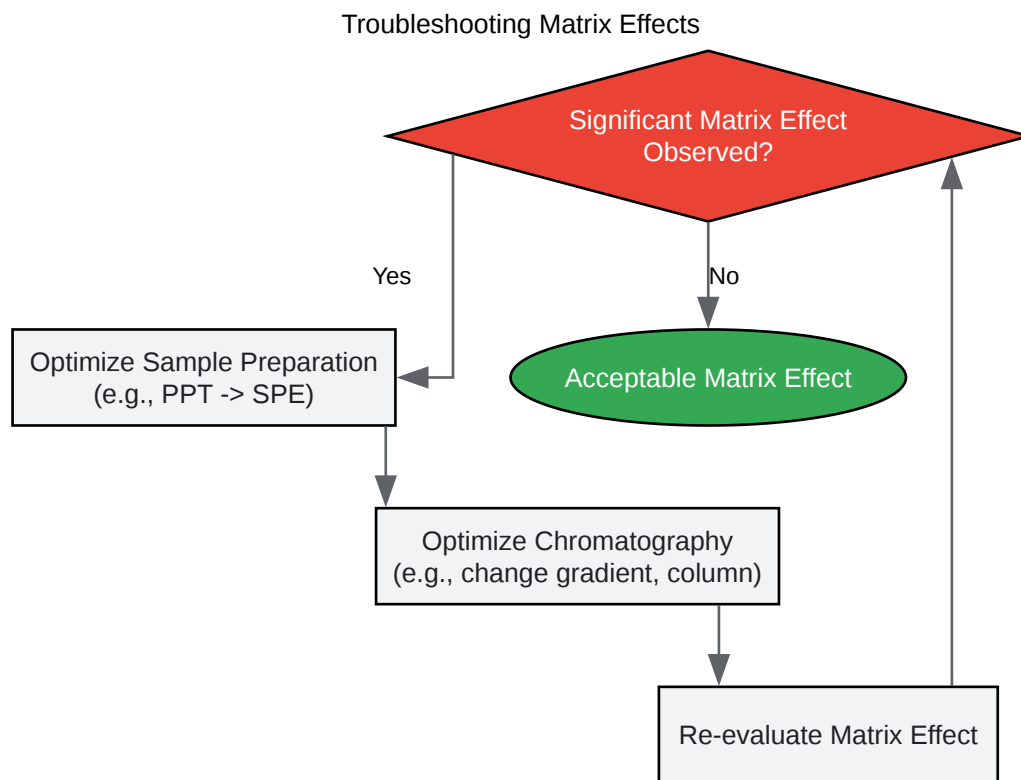 Troubleshooting Matrix Effects
Significant Matrix Effect
Observed?
Yes
No
Optimize Sample Preparation
(e.g., PPT -> SPE)
Acceptable Matrix Effect
Optimize Chromatography
(e.g., change gradient, column)
Re-evaluate Matrix Effect